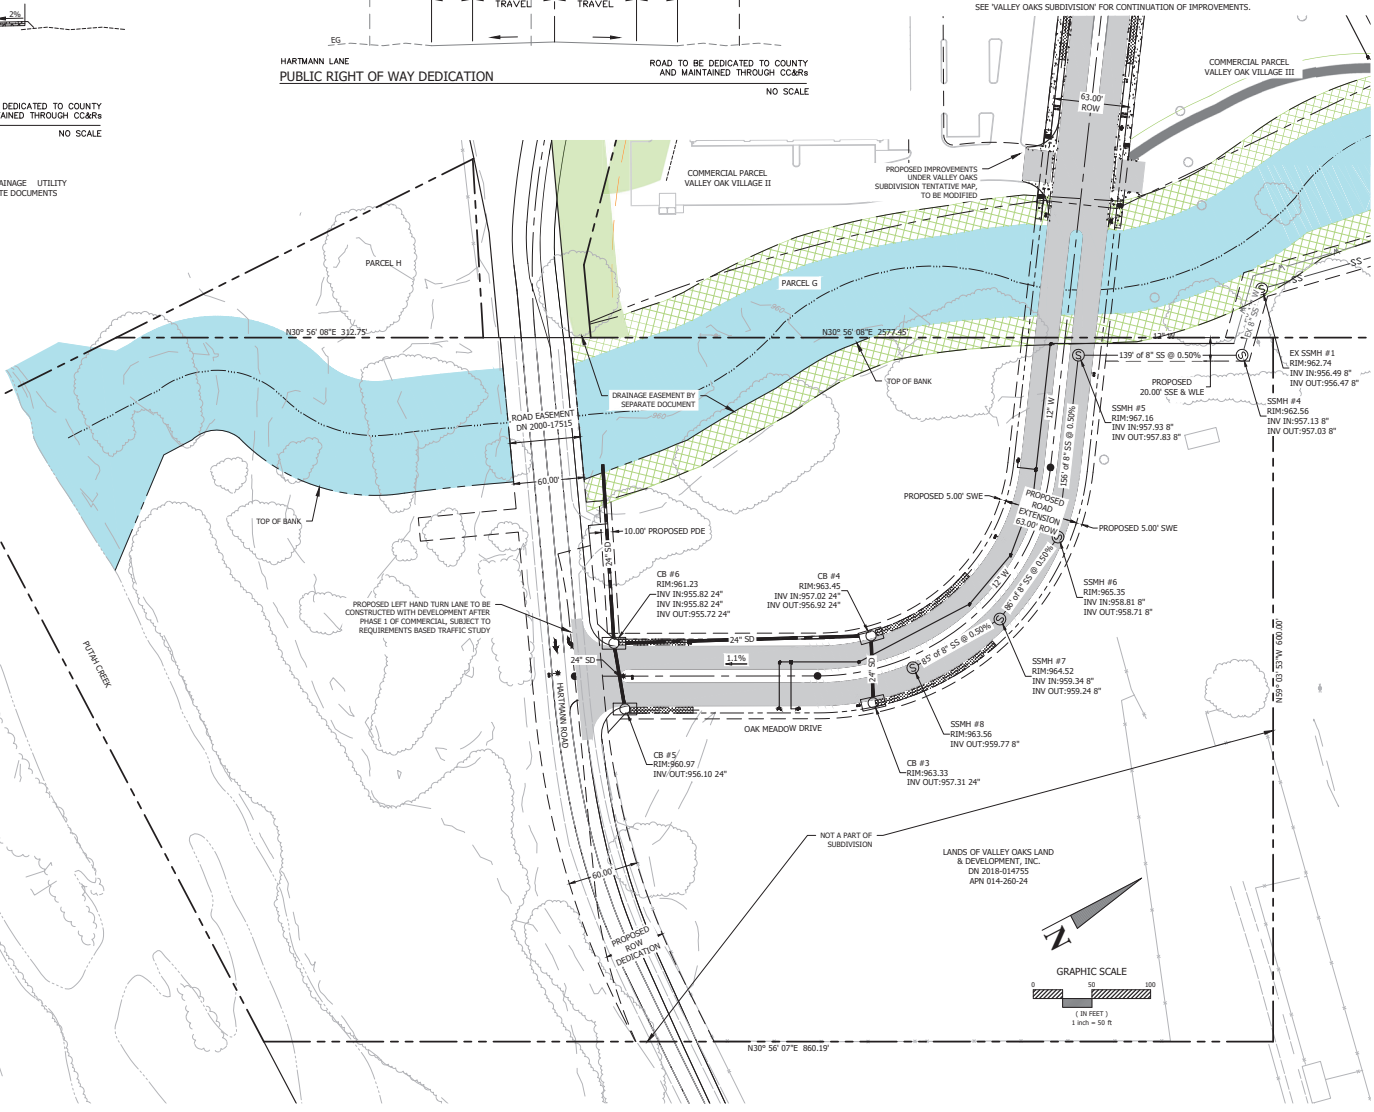 2%
TRAVEL
TRAVEL
EG
HARTMANN LANE
PUBLIC RIGHT OF WAY DEDICATION
ROAD TO BE DEDICATED TO COUNTY
AND MAINTAINED THROUGH CC&Rs
NO SCALE
DEDICATED TO COUNTY
AINED THROUGH CC&Rs
NO SCALE
AINAGE UTILITY
TE DOCUMENTS
SEE 'VALLEY OAKS SUBDIVISION' FOR CONTINUATION OF IMPROVEMENTS.
COMMERCIAL PARCEL
VALLEY OAK VILLAGE III
63.00'
ROW
COMMERCIAL PARCEL
VALLEY OAK VILLAGE II
PROPOSED IMPROVEMENTS
UNDER VALLEY OAKS
SUBDIVISION TENTATIVE MAP,
TO BE MODIFIED
PARCEL H
PARCEL G
N30° 56' 08"E 312.75'
N30° 56' 08"E 2577.45'
12" W
SS
SS
EX 8" SS
W
139' of 8" SS @ 0.50%
EX SSMH #1
RIM:962.74
INV IN:956.49 8"
INV OUT:956.47 8"
PROPOSED
20.00' SSE & WLE
SSMH #4
RIM:962.56
INV IN:957.13 8"
INV OUT:957.03 8"
SSMH #5
RIM:967.16
INV IN:957.93 8"
INV OUT:957.83 8"
TOP OF BANK
DRAINAGE EASEMENT BY
SEPARATE DOCUMENT
ROAD EASEMENT
DN 2000-17515
60.00'
12" W
156' of 8" SS @ 0.50%
PROPOSED 5.00' SWE
PROPOSED
ROAD
EXTENSION
63.00' ROW
PROPOSED 5.00' SWE
TOP OF BANK
10.00' PROPOSED PDE
24" SD
CB #6
RIM:961.23
INV IN:955.82 24"
INV IN:955.82 24"
INV OUT:955.72 24"
CB #4
RIM:963.45
INV IN:957.02 24"
INV OUT:956.92 24"
12" W
86' of 8" SS @ 0.50%
SSMH #6
RIM:965.35
INV IN:958.81 8"
INV OUT:958.71 8"
PROPOSED LEFT HAND TURN LANE TO BE
CONSTRUCTED WITH DEVELOPMENT AFTER
PHASE 1 OF COMMERCIAL, SUBJECT TO
REQUIREMENTS BASED TRAFFIC STUDY
24" SD
24" SD
1.1%
24" SD
85' of 8" SS @ 0.50%
SSMH #7
RIM:964.52
INV IN:959.34 8"
INV OUT:959.24 8"
PUTAH CREEK
HARTMANN ROAD
N59° 03' 53"W 600.00'
OAK MEADOW DRIVE
SSMH #8
RIM:963.56
INV OUT:959.77 8"
CB #5
RIM:960.97
INV OUT:956.10 24"
CB #3
RIM:963.33
INV OUT:957.31 24"
NOT A PART OF
SUBDIVISION
LANDS OF VALLEY OAKS LAND
& DEVELOPMENT, INC.
DN 2018-014755
APN 014-260-24
60.00'
PROPOSED
ROW
DEDICATION
N
GRAPHIC SCALE
0 50 100
( IN FEET )
1 inch = 50 ft
N30° 56' 07"E 860.19'